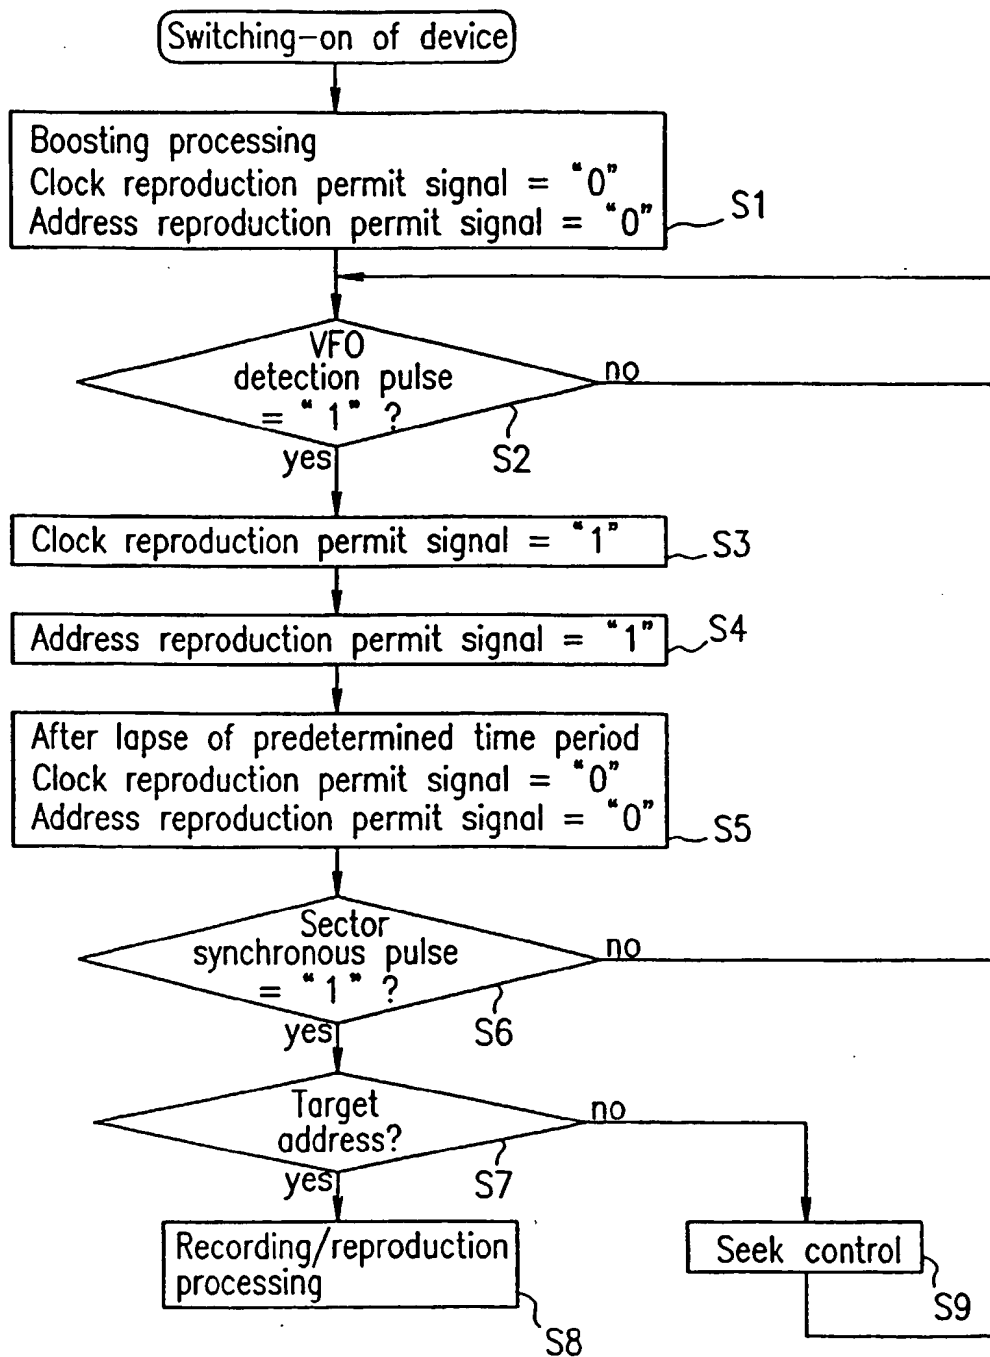 Switching-on of device
Boosting processing
Clock reproduction permit signal = "0"
Address reproduction permit signal = "0"
S1
VFO
detection pulse
= "1" ?
no
S2
yes
Clock reproduction permit signal = "1"
S3
Address reproduction permit signal = "1"
S4
After lapse of predetermined time period
Clock reproduction permit signal = "0"
Address reproduction permit signal = "0"
S5
Sector
synchronous pulse
= "1" ?
no
S6
yes
Target
address?
no
S7
yes
Recording/reproduction
processing
S8
Seek control
S9